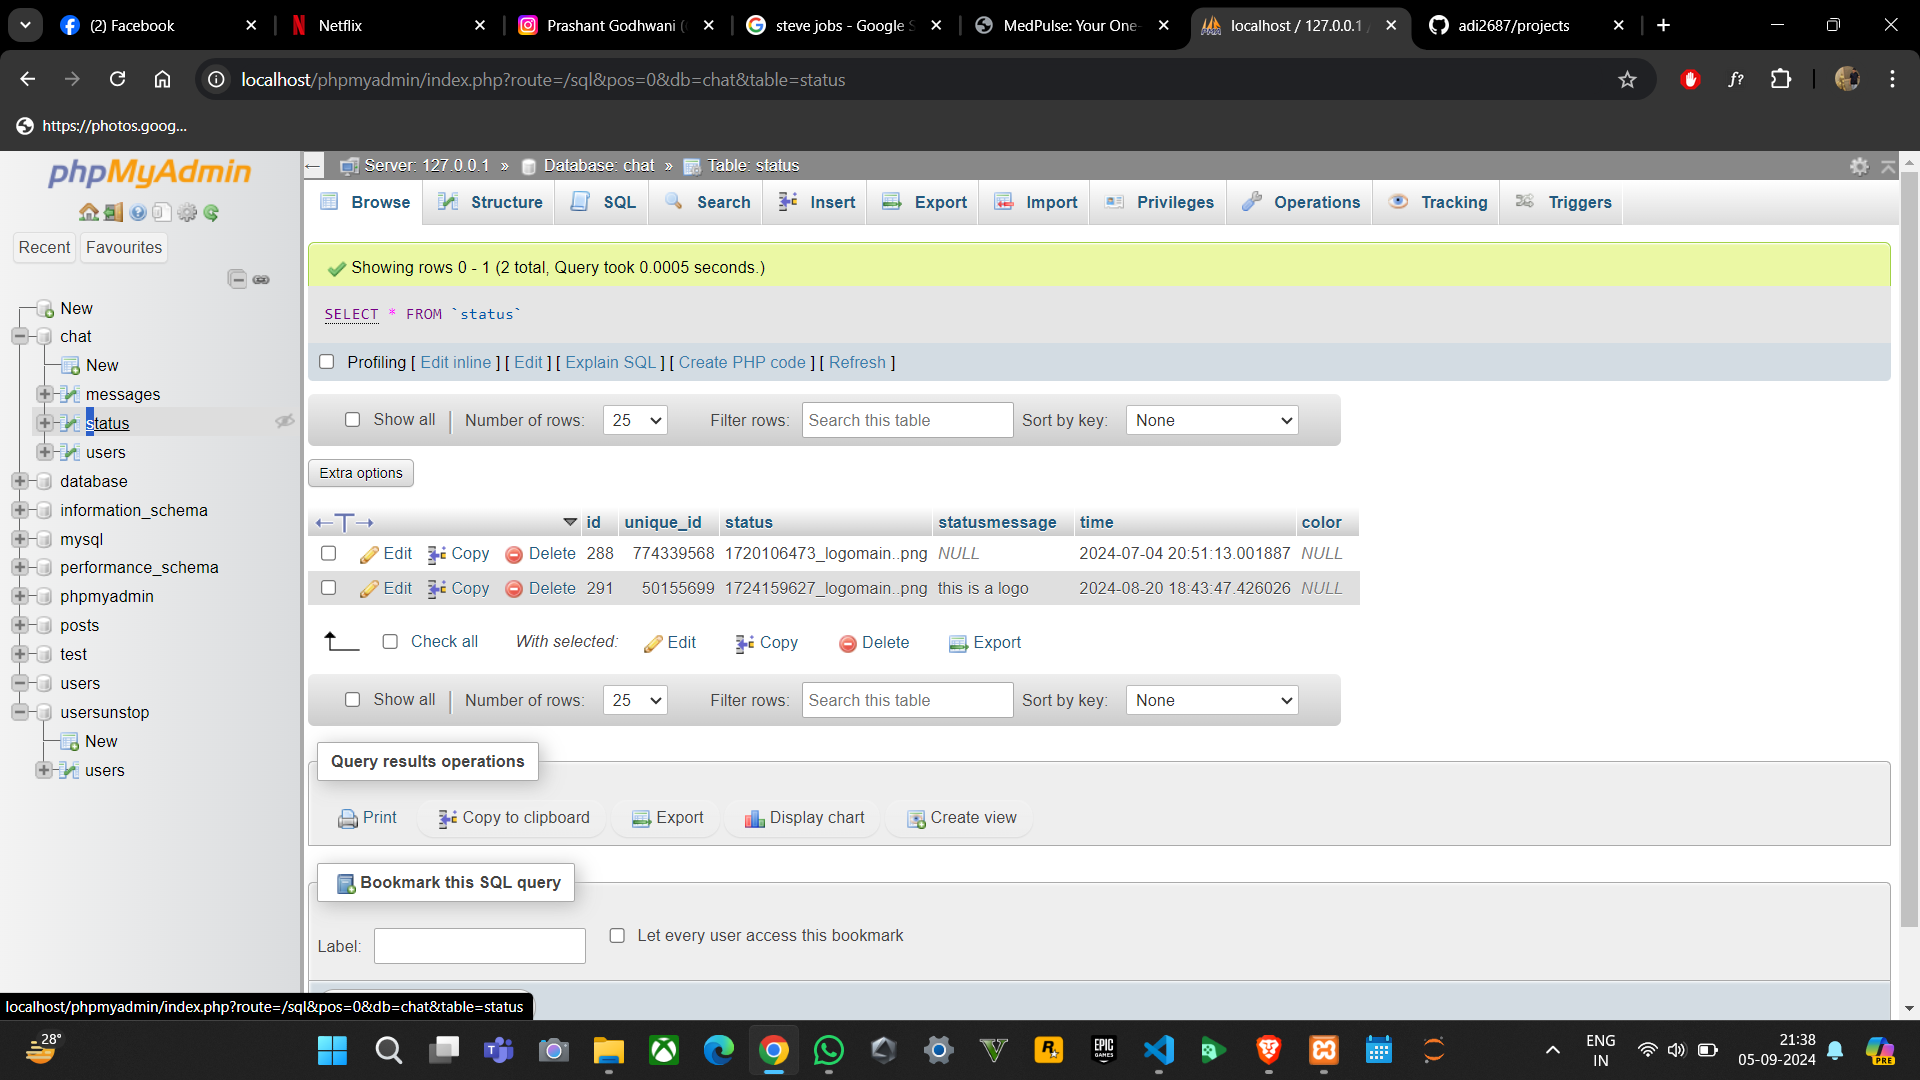 (2) Facebook
Netflix
Prashant Godhwani (
steve jobs - Google S
MedPulse: Your One-
localhost / 127.0.0.1 /
adi2687/projects
localhost/phpmyadmin/index.php?route=/sql&pos=0&db=chat&table=status
f?
https://photos.goog...
phpMyAdmin
Server: 127.0.0.1 » Database: chat » Table: status
Browse Structure SQL Search Insert Export Import Privileges Operations Tracking Triggers
Recent Favourites
New
chat
New
messages
status
users
database
information_schema
mysql
performance_schema
phpmyadmin
posts
test
users
usersunstop
New
users
Showing rows 0 - 1 (2 total, Query took 0.0005 seconds.)
SELECT * FROM `status`
Profiling [ Edit inline ] [ Edit ] [ Explain SQL ] [ Create PHP code ] [ Refresh ]
Show all Number of rows: 25 Filter rows: Search this table Sort by key: None
Extra options
id unique_id status statusmessage time color
Edit Copy Delete 288 774339568 1720106473_logomain..png NULL 2024-07-04 20:51:13.001887 NULL
Edit Copy Delete 291 50155699 1724159627_logomain..png this is a logo 2024-08-20 18:43:47.426026 NULL
Check all With selected: Edit Copy Delete Export
Show all Number of rows: 25 Filter rows: Search this table Sort by key: None
Query results operations
Print Copy to clipboard Export Display chart Create view
Bookmark this SQL query
Label: Let every user access this bookmark
localhost/phpmyadmin/index.php?route=/sql&pos=0&db=chat&table=status
28°
EPIC GAMES
ENG
IN
21:38
05-09-2024
PRE